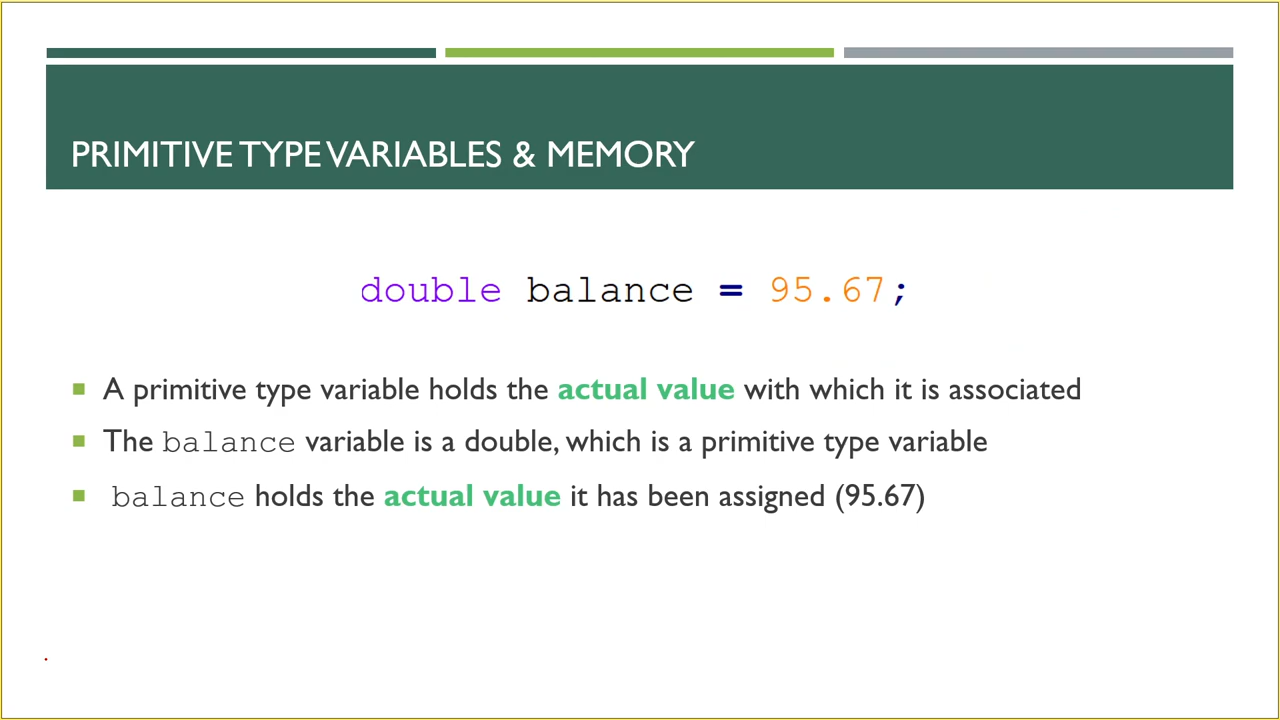 PRIMITIVE TYPE VARIABLES & MEMORY
double balance = 95.67;
A primitive type variable holds the actual value with which it is associated
The balance variable is a double, which is a primitive type variable
balance holds the actual value it has been assigned (95.67)